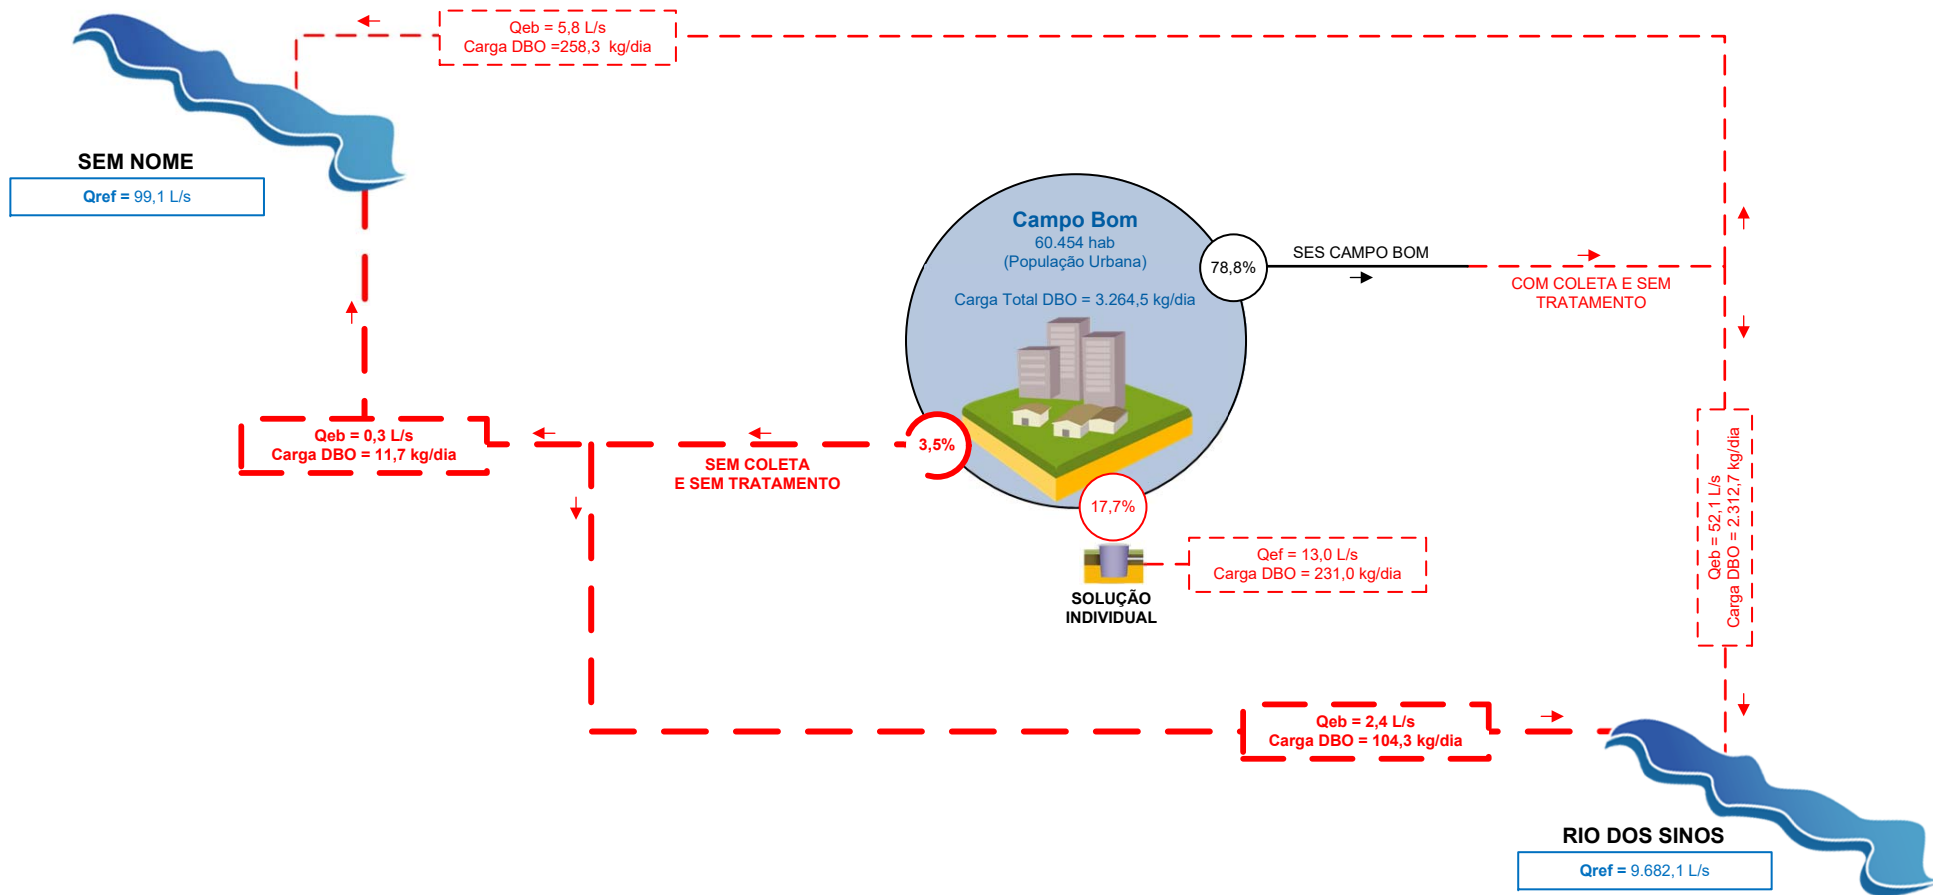 Qeb = 5,8 L/s
Carga DBO =258,3  kg/dia
SEM NOME
Qref = 99,1 L/s
Campo Bom
60.454 hab
(População Urbana)
Carga Total DBO = 3.264,5 kg/dia
78,8%
SES CAMPO BOM
COM COLETA E SEM
TRATAMENTO
Qeb = 0,3 L/s
Carga DBO = 11,7 kg/dia
SEM COLETA
E SEM TRATAMENTO
3,5%
17,7%
Qef = 13,0 L/s
Carga DBO = 231,0 kg/dia
SOLUÇÃO
INDIVIDUAL
Qeb = 52,1 L/s
Carga DBO = 2.312,7 kg/dia
Qeb = 2,4 L/s
Carga DBO = 104,3 kg/dia
RIO DOS SINOS
Qref = 9.682,1 L/s